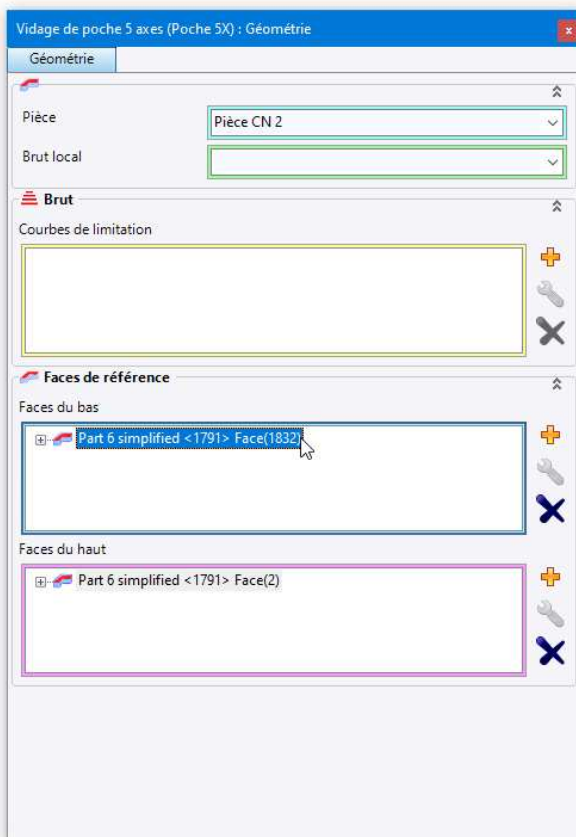 Vidage de poche 5 axes (Poche 5X) : Géométrie
Géométrie
Pièce
Pièce CN 2
Brut local
Brut
Courbes de limitation
Faces de référence
Faces du bas
Part 6 simplified <1791> Face(1832)
Faces du haut
Part 6 simplified <1791> Face(2)